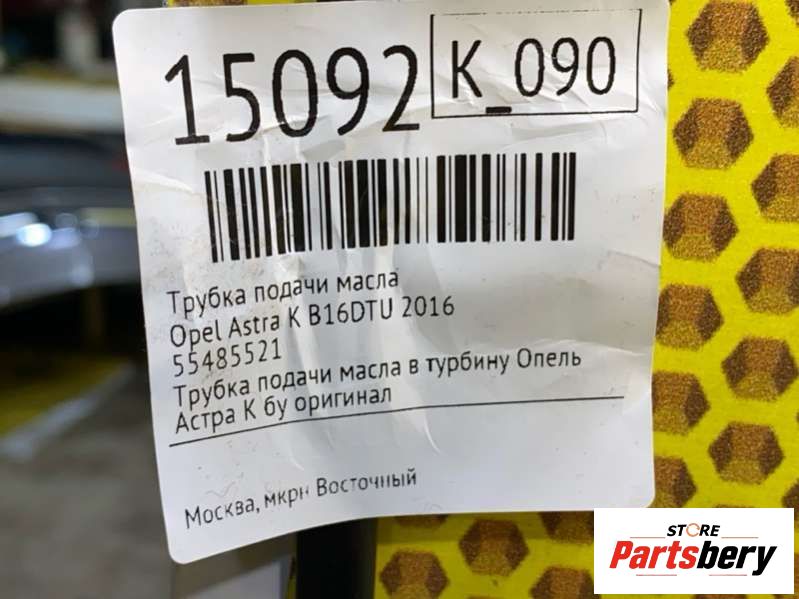 15092 K_090
Трубка подачи масла
Opel Astra K B16DTU 2016
55485521
Трубка подачи масла в турбину Опель
Астра К бу оригинал
Москва, мкрн Восточный
STORE
Partsbery